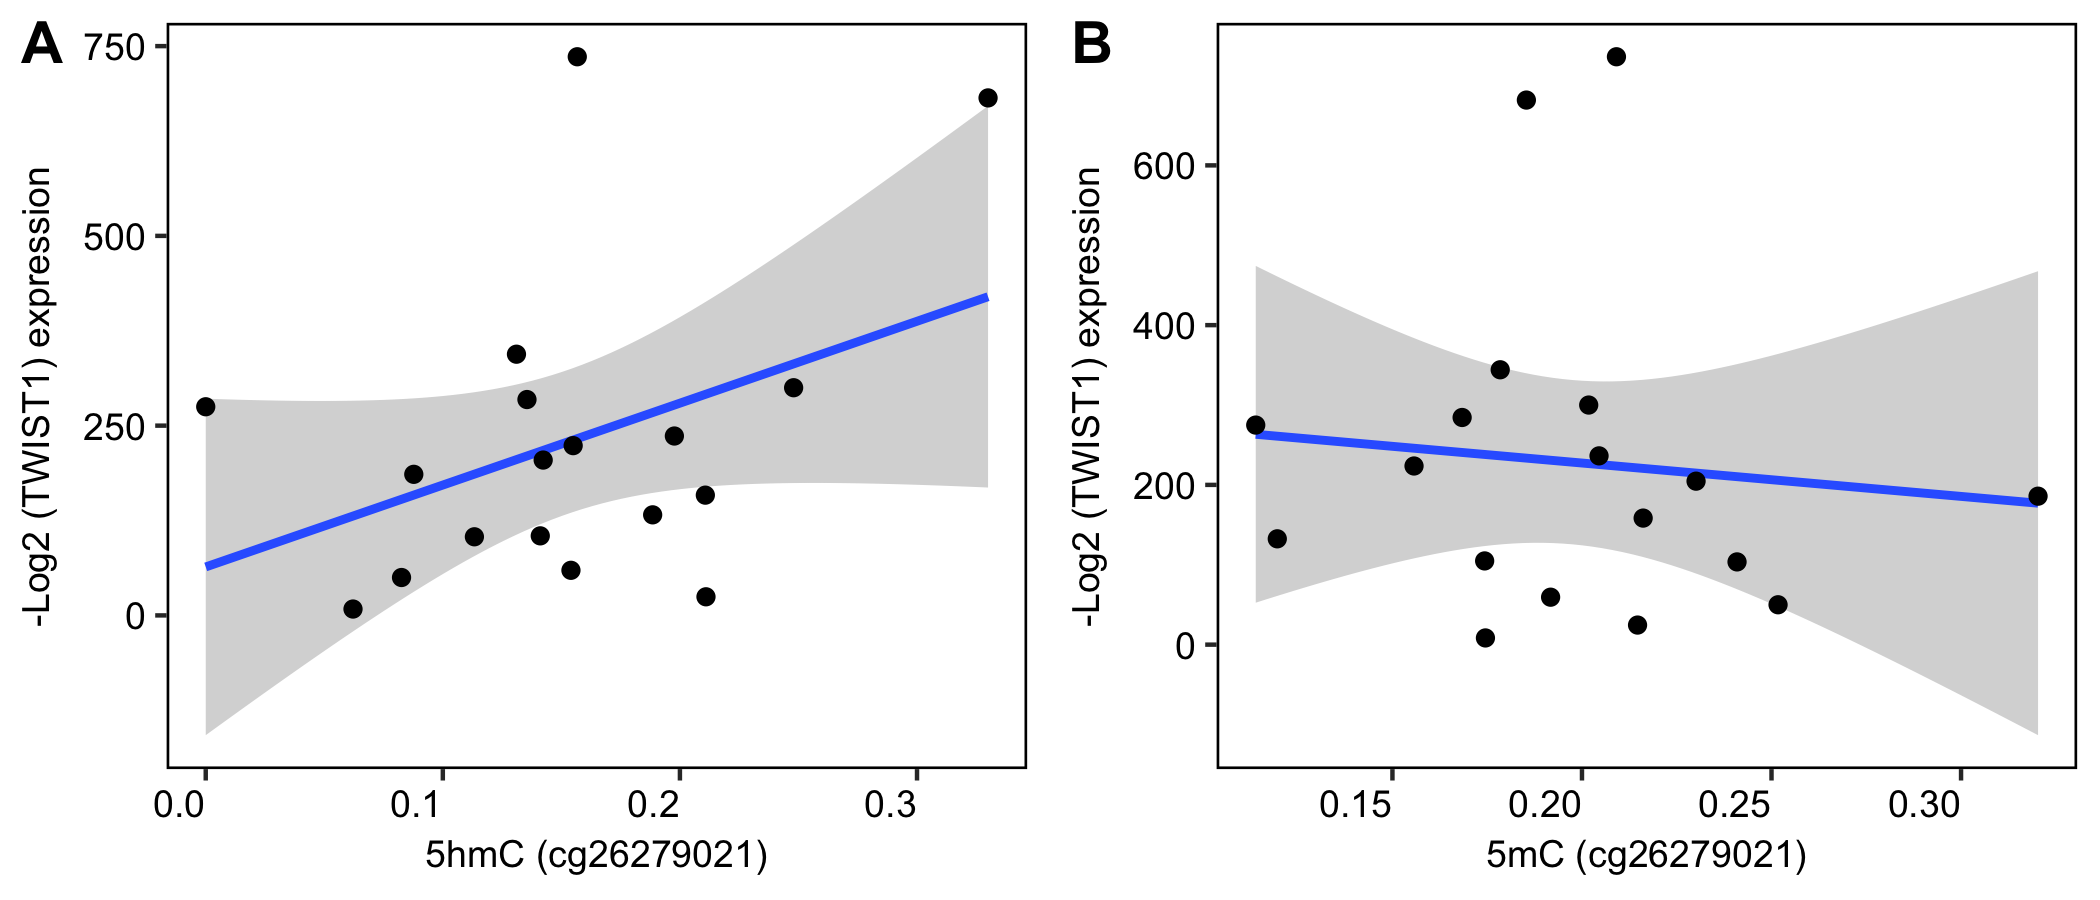 A
750
500
250
0
-Log2 (TWIST1) expression
0.0 0.1 0.2 0.3
5hmC (cg26279021)
B
600
400
200
0
-Log2 (TWIST1) expression
0.15 0.20 0.25 0.30
5mC (cg26279021)